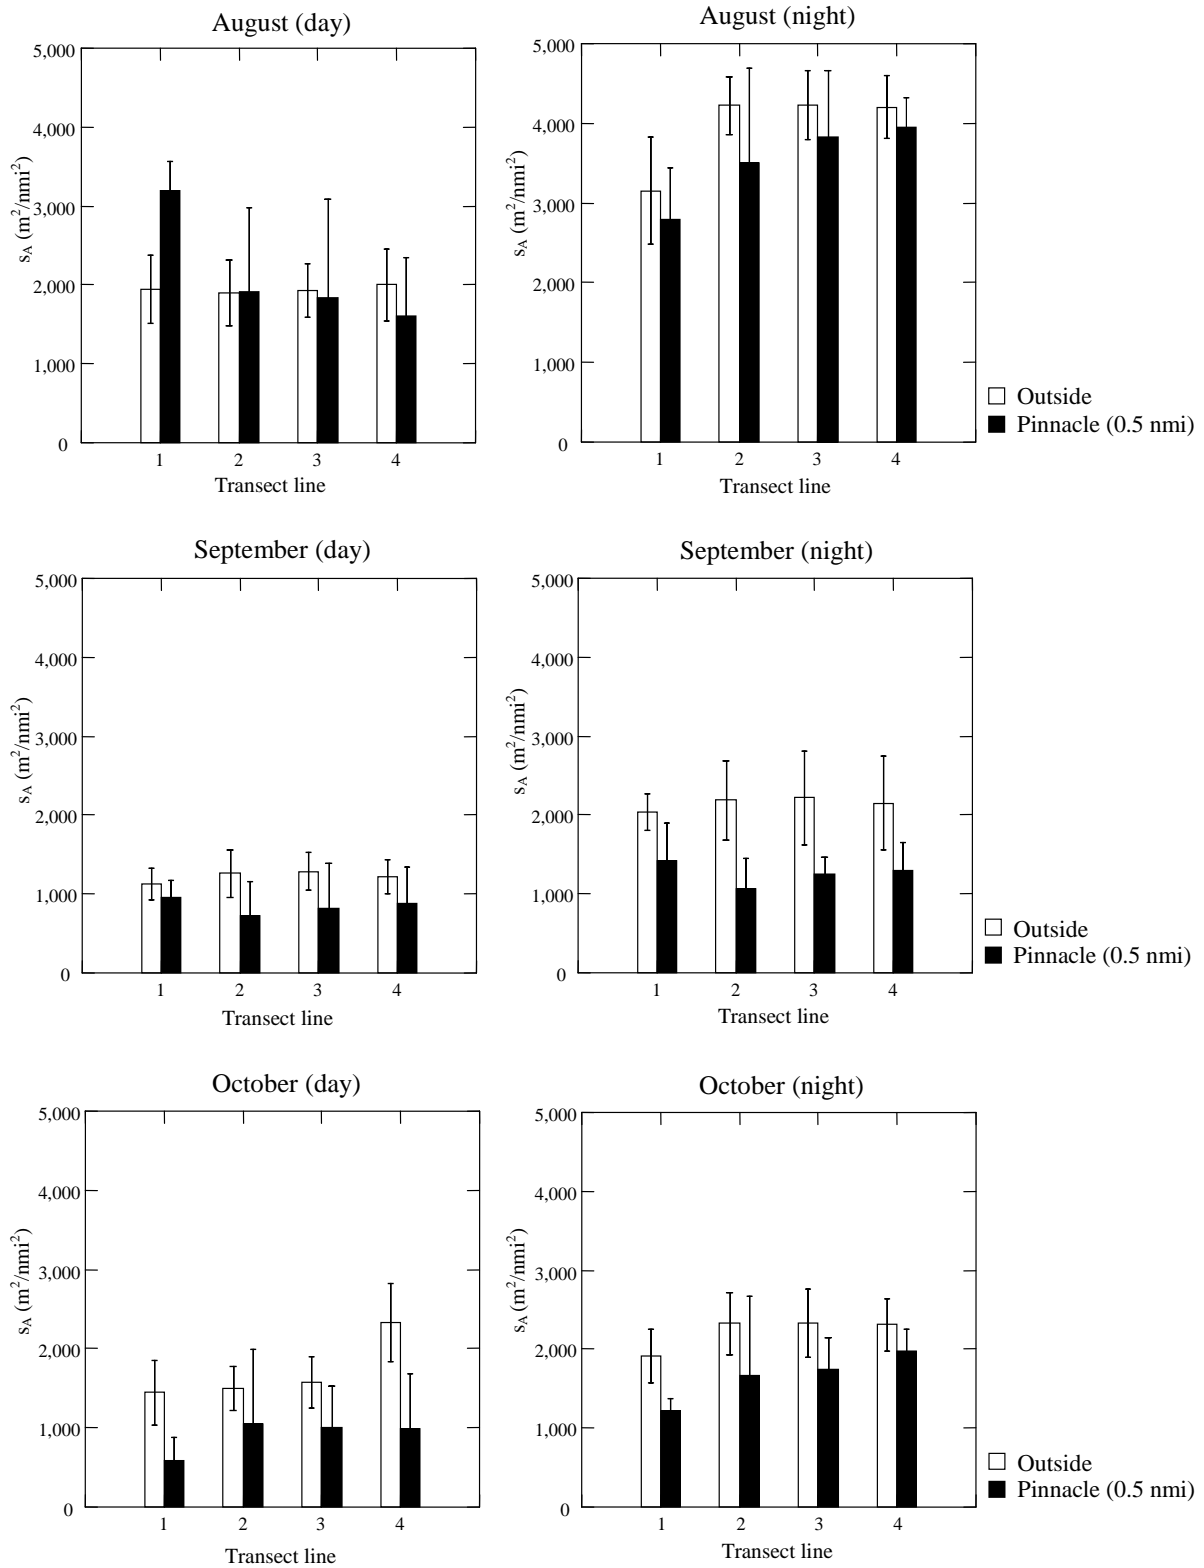 August (day)
5,000
4,000
3,000
2,000
1,000
0
s_A (m²/nmi²)
1 2 3 4
Transect line
August (night)
5,000
4,000
3,000
2,000
1,000
0
s_A (m²/nmi²)
1 2 3 4
Transect line
Outside
Pinnacle (0.5 nmi)
September (day)
5,000
4,000
3,000
2,000
1,000
0
s_A (m²/nmi²)
1 2 3 4
Transect line
September (night)
5,000
4,000
3,000
2,000
1,000
0
s_A (m²/nmi²)
1 2 3 4
Transect line
Outside
Pinnacle (0.5 nmi)
October (day)
5,000
4,000
3,000
2,000
1,000
0
s_A (m²/nmi²)
1 2 3 4
Transect line
October (night)
5,000
4,000
3,000
2,000
1,000
0
s_A (m²/nmi²)
1 2 3 4
Transect line
Outside
Pinnacle (0.5 nmi)